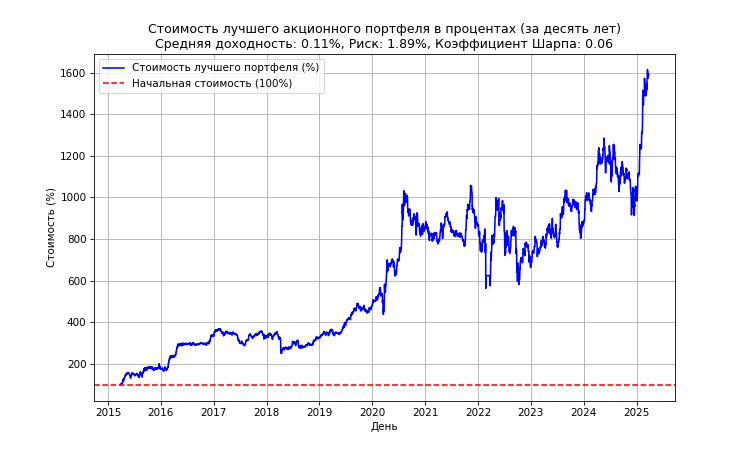 Стоимость лучшего акционного портфеля в процентах (за десять лет)
Средняя доходность: 0.11%, Риск: 1.89%, Коэффициент Шарпа: 0.06
Стоимость лучшего портфеля (%)
Начальная стоимость (100%)
Стоимость (%)
1600
1400
1200
1000
800
600
400
200
2015 2016 2017 2018 2019 2020 2021 2022 2023 2024 2025
День